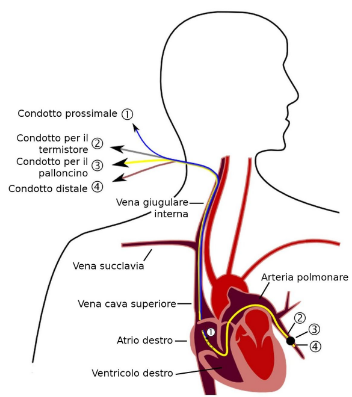 Condotto prossimale ①
Condotto per il
termistore ②
Condotto per il
palloncino ③
Condotto distale ④
Vena giugulare
interna
Vena succlavia
Arteria polmonare
Vena cava superiore
②
③
④
①
Atrio destro
Ventricolo destro